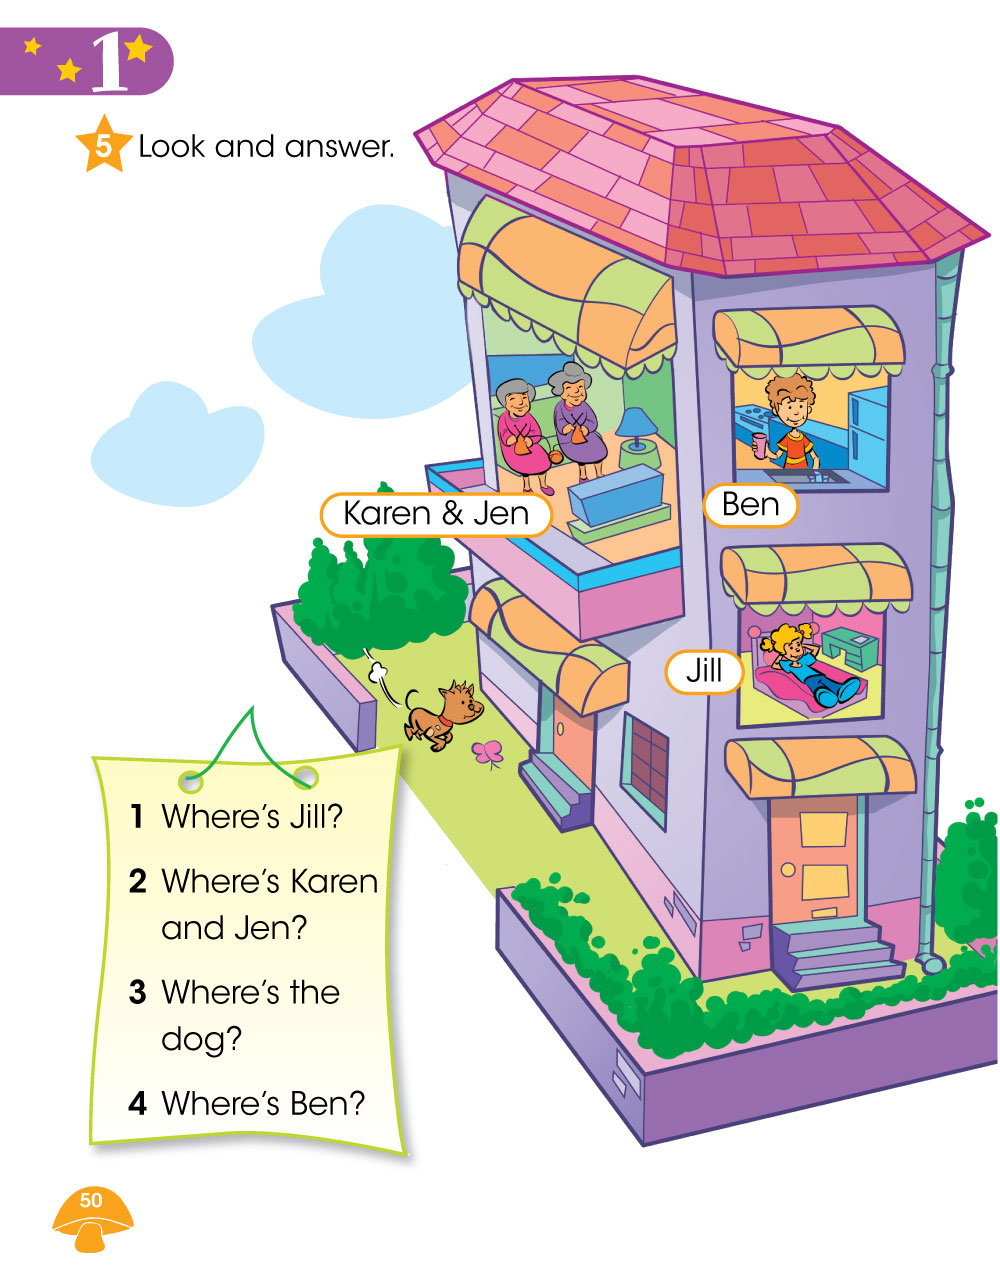 1
5 Look and answer.
Karen & Jen
Ben
Jill
1 Where's Jill?
2 Where's Karen
and Jen?
3 Where's the
dog?
4 Where's Ben?
50